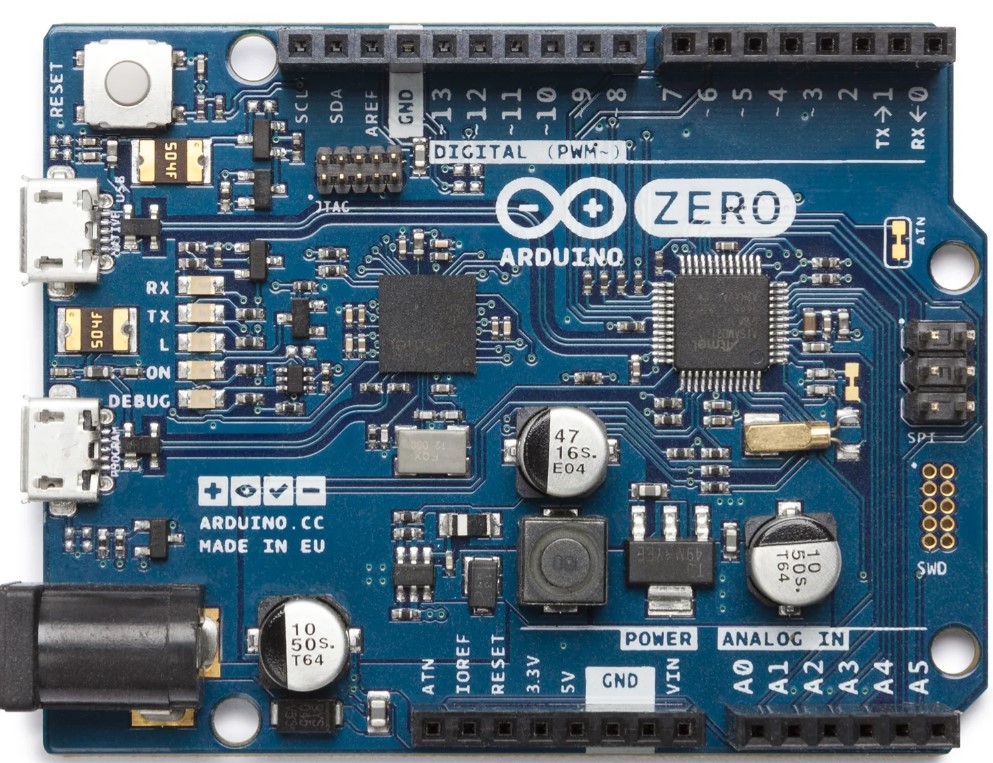 RESET
SCL
SDA
AREF
GND
~13
~12
~11
~10
~9
8
7
~6
~5
~4
~3
2
TX→1
RX←0
DIGITAL (PWM~)
504F
JTAG
NATIVE USB
ZERO
ARDUINO
ATN
RX
TX
L
ON
DEBUG
504F
Atmel
PROGRAM
SPI
FOX
47
16S.
E04
ARDUINO.CC
MADE IN EU
10
50S.
T64
SWD
10
50S.
T64
POWER
ANALOG IN
ATN
IOREF
RESET
3.3V
5V
GND
VIN
A0
A1
A2
A3
A4
A5